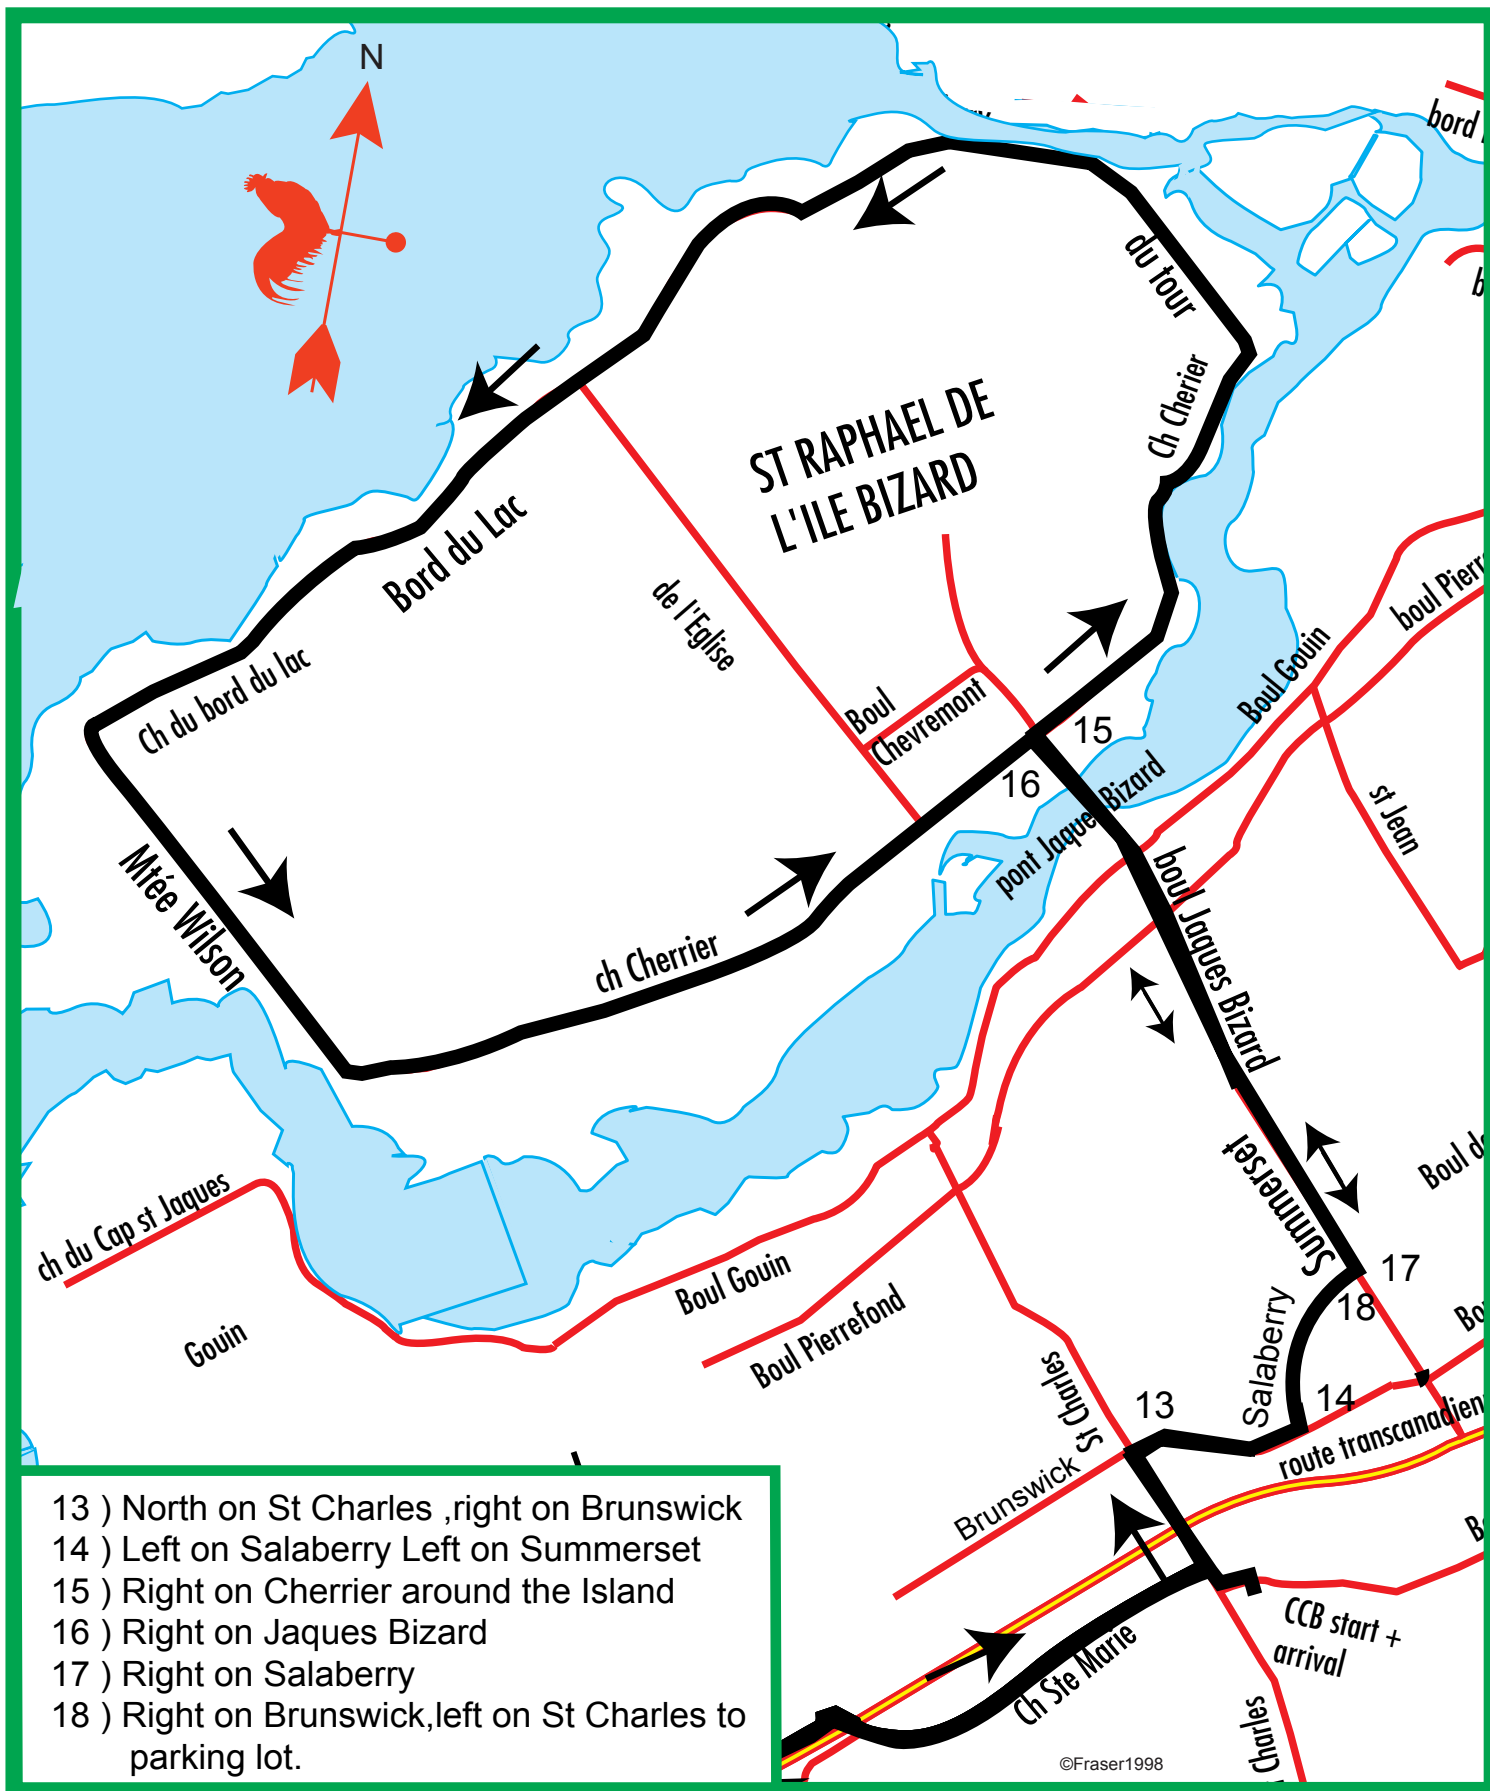 N
bord
du tour
Ch Cherier
ST RAPHAEL DE
L'ILE BIZARD
Bord du Lac
de l'Eglise
boul Pierre
Boul Gouin
Ch du bord du lac
Boul
Chevremont
15
16
pont Jaques Bizard
st Jean
Mtée Wilson
ch Cherrier
boul Jaques Bizard
Summerset
Boul de
ch du Cap st Jaques
17
18
Boul Gouin
Gouin
Boul Pierrefond
Salaberry
St Charles
13
14
route transcanadien
Brunswick
CCB start +
arrival
Ch Ste Marie
Charles
13 ) North on St Charles ,right on Brunswick
14 ) Left on Salaberry Left on Summerset
15 ) Right on Cherrier around the Island
16 ) Right on Jaques Bizard
17 ) Right on Salaberry
18 ) Right on Brunswick,left on St Charles to
parking lot.
©Fraser1998